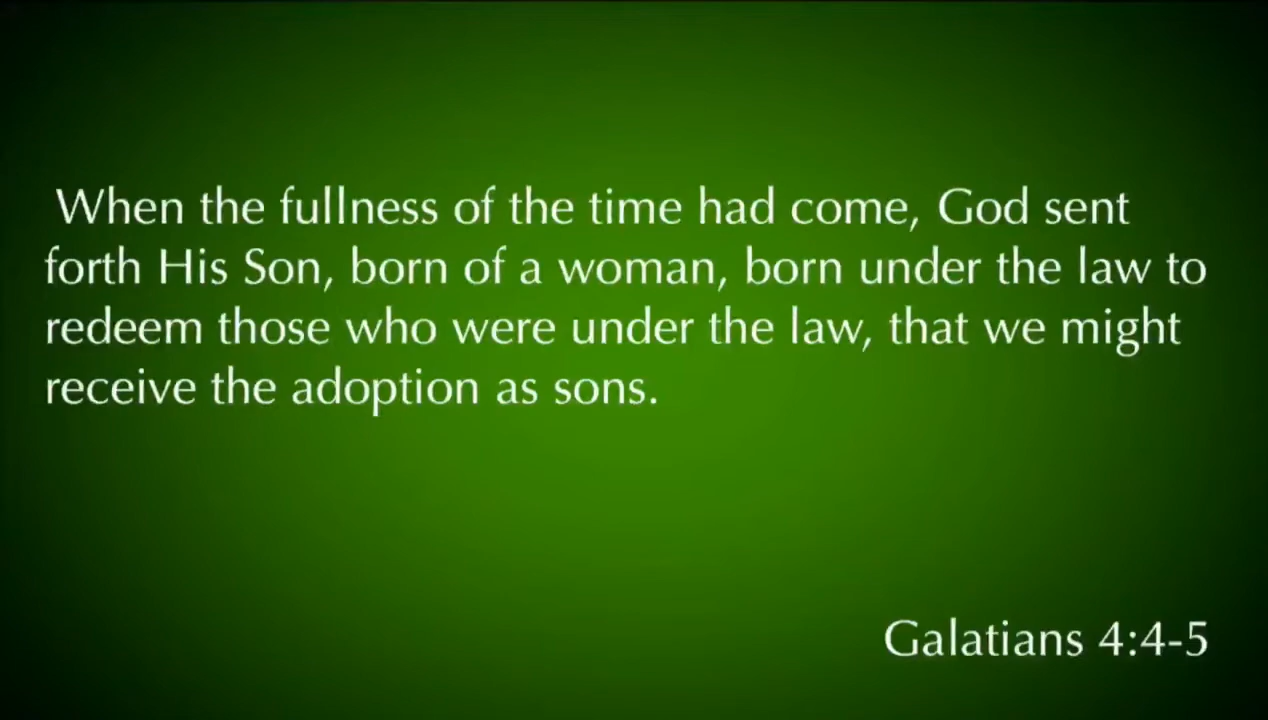 When the fullness of the time had come, God sent
forth His Son, born of a woman, born under the law to
redeem those who were under the law, that we might
receive the adoption as sons.
Galatians 4:4-5